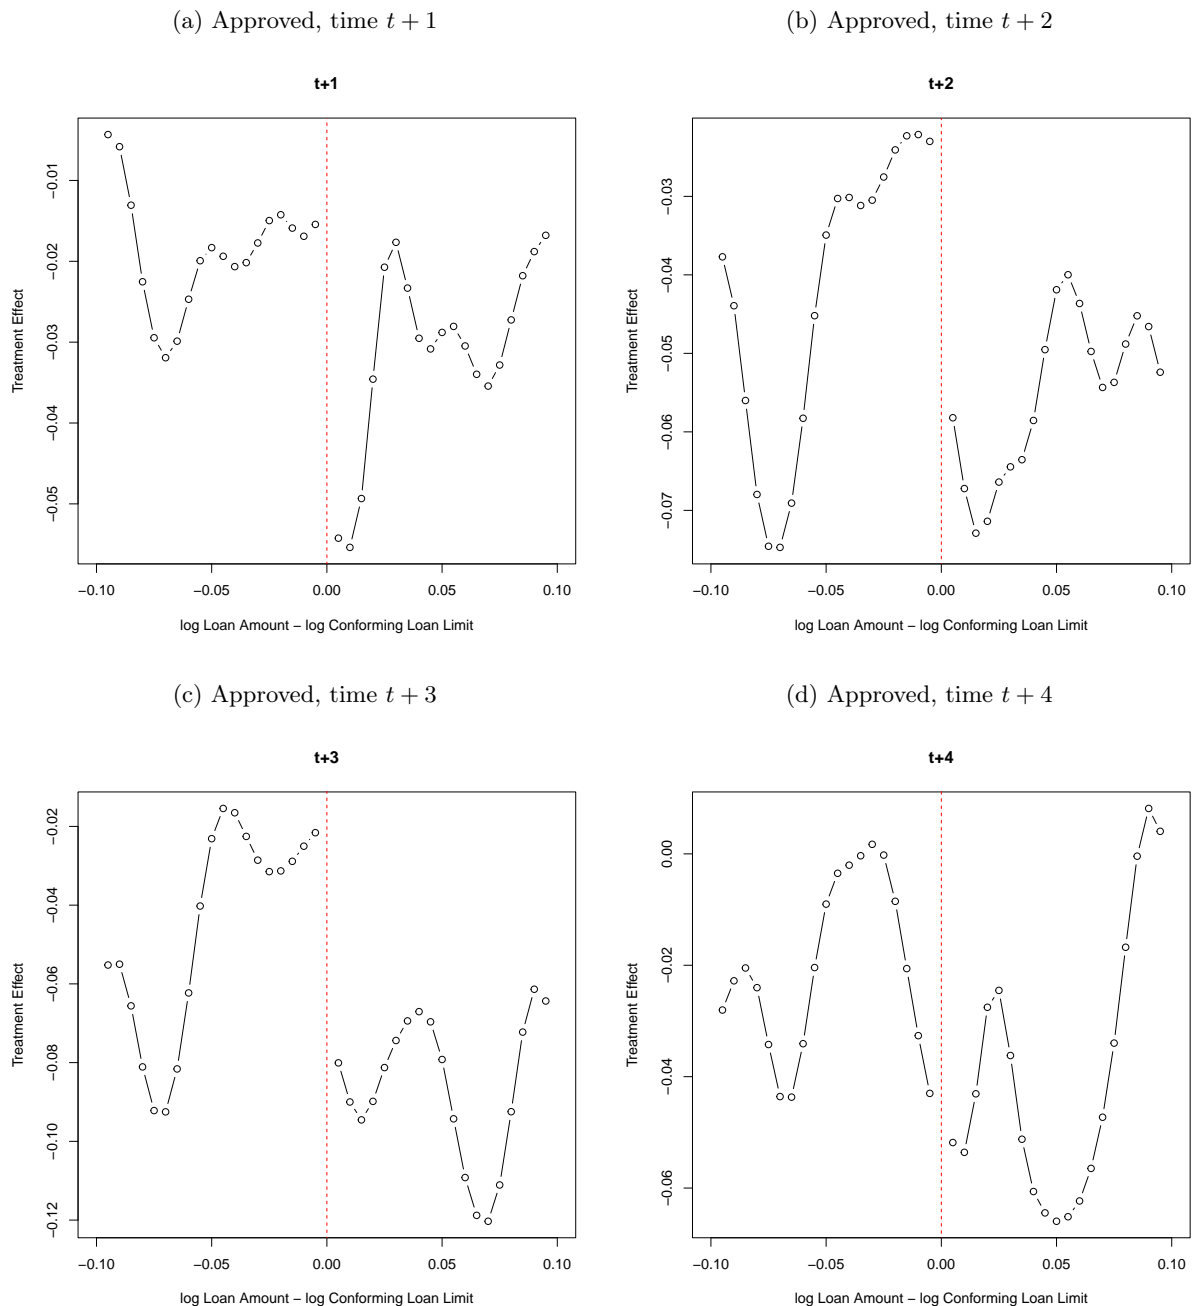 (a) Approved, time t + 1
(b) Approved, time t + 2
t+1
t+2
Treatment Effect
−0.01
−0.02
−0.03
−0.04
−0.05
−0.10 −0.05 0.00 0.05 0.10
log Loan Amount − log Conforming Loan Limit
Treatment Effect
−0.03
−0.04
−0.05
−0.06
−0.07
−0.10 −0.05 0.00 0.05 0.10
log Loan Amount − log Conforming Loan Limit
(c) Approved, time t + 3
(d) Approved, time t + 4
t+3
t+4
Treatment Effect
−0.02
−0.04
−0.06
−0.08
−0.10
−0.12
−0.10 −0.05 0.00 0.05 0.10
log Loan Amount − log Conforming Loan Limit
Treatment Effect
0.00
−0.02
−0.04
−0.06
−0.10 −0.05 0.00 0.05 0.10
log Loan Amount − log Conforming Loan Limit